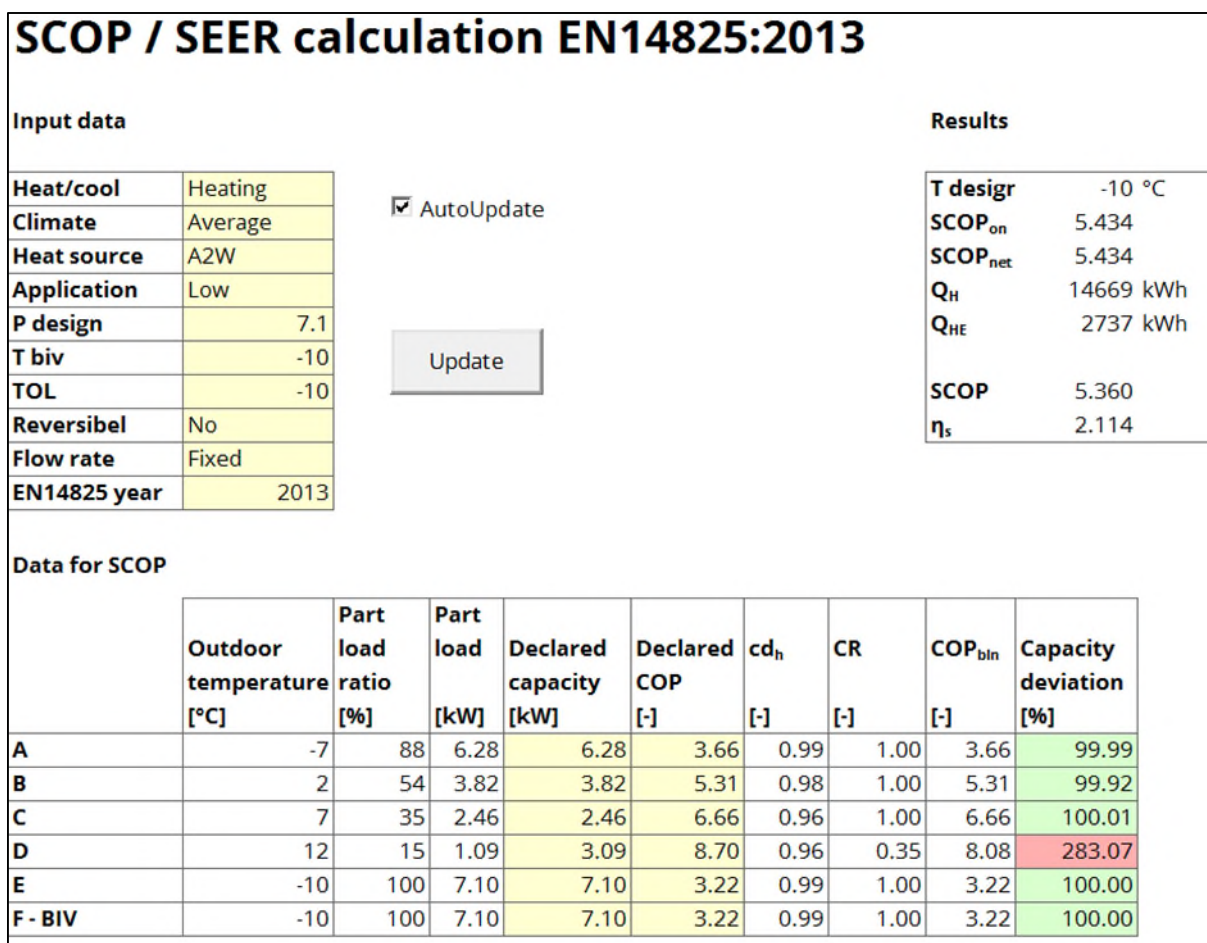 SCOP / SEER calculation EN14825:2013
Input data
Results
Heat/cool Heating
Climate Average
Heat source A2W
Application Low
P design 7.1
T biv -10
TOL -10
Reversibel No
Flow rate Fixed
EN14825 year 2013
AutoUpdate
Update
T desigr -10 °C
SCOPon 5.434
SCOPnet 5.434
QH 14669 kWh
QHE 2737 kWh
SCOP 5.360
ηs 2.114
Data for SCOP
Part Part
Outdoor load load Declared Declared cdh CR COPbin Capacity
temperature ratio capacity COP deviation
[°C] [%] [kW] [kW] [-] [-] [-] [-] [%]
A -7 88 6.28 6.28 3.66 0.99 1.00 3.66 99.99
B 2 54 3.82 3.82 5.31 0.98 1.00 5.31 99.92
C 7 35 2.46 2.46 6.66 0.96 1.00 6.66 100.01
D 12 15 1.09 3.09 8.70 0.96 0.35 8.08 283.07
E -10 100 7.10 7.10 3.22 0.99 1.00 3.22 100.00
F - BIV -10 100 7.10 7.10 3.22 0.99 1.00 3.22 100.00